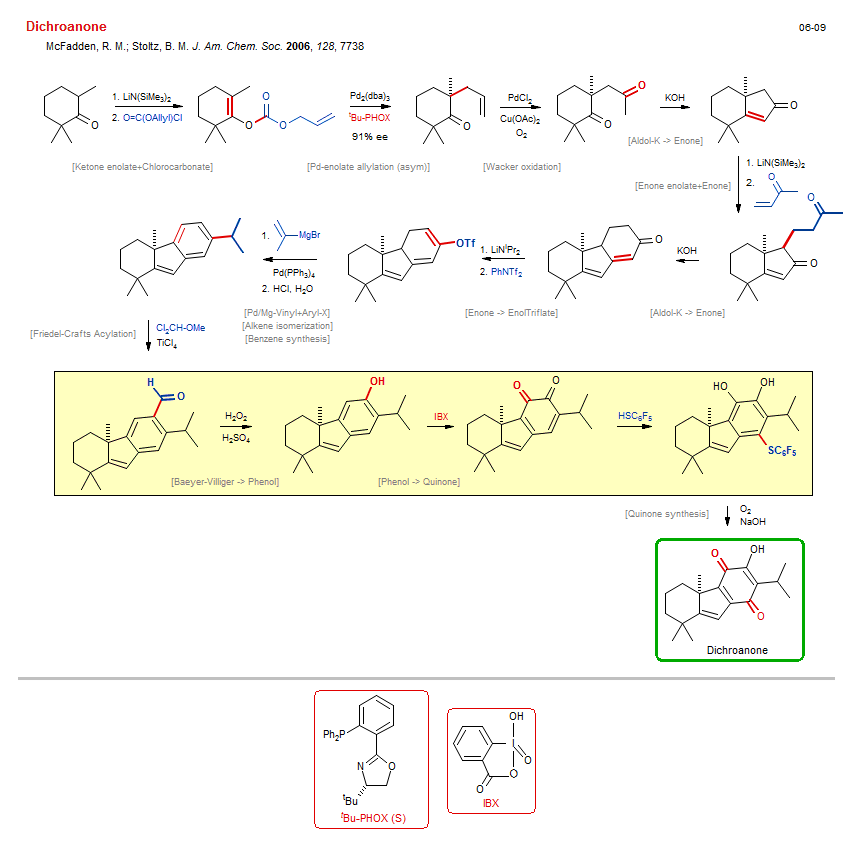 Dichroanone
06-09
McFadden, R. M.; Stoltz, B. M. J. Am. Chem. Soc. 2006, 128, 7738
1. LiN(SiMe3)2
2. O=C(OAllyl)Cl
O
O
O
O
Pd2(dba)3
tBu-PHOX
91% ee
O
PdCl2
Cu(OAc)2
O2
O
O
KOH
O
[Ketone enolate+Chlorocarbonate]
[Pd-enolate allylation (asym)]
[Wacker oxidation]
[Aldol-K -> Enone]
[Enone enolate+Enone]
1. LiN(SiMe3)2
2.
O
O
O
KOH
[Aldol-K -> Enone]
O
1. LiNiPr2
2. PhNTf2
[Enone -> EnolTriflate]
OTf
1.
MgBr
Pd(PPh3)4
2. HCl, H2O
[Pd/Mg-Vinyl+Aryl-X]
[Alkene isomerization]
[Benzene synthesis]
[Friedel-Crafts Acylation]
Cl2CH-OMe
TiCl4
H
O
H2O2
H2SO4
[Baeyer-Villiger -> Phenol]
OH
IBX
[Phenol -> Quinone]
O
O
HSC6F5
HO
OH
SC6F5
[Quinone synthesis]
O2
NaOH
O
OH
O
Dichroanone
Ph2P
N
O
tBu
tBu-PHOX (S)
OH
I
O
O
O
IBX